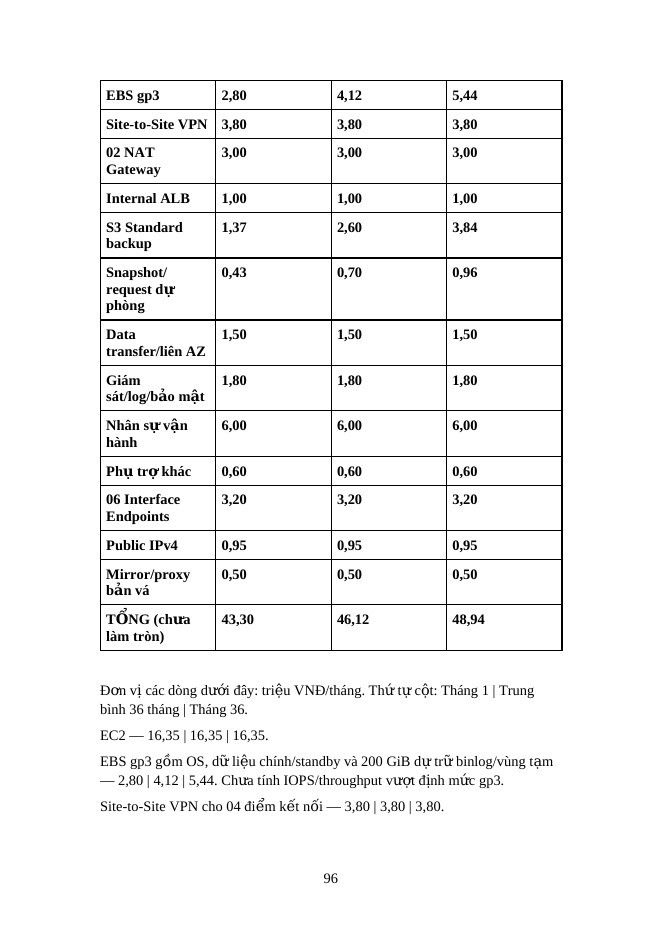 EBS gp3 2,80 4,12 5,44
Site-to-Site VPN 3,80 3,80 3,80
02 NAT 3,00 3,00 3,00
Gateway
Internal ALB 1,00 1,00 1,00
S3 Standard 1,37 2,60 3,84
backup
Snapshot/ 0,43 0,70 0,96
request dự
phòng
Data 1,50 1,50 1,50
transfer/liên AZ
Giám 1,80 1,80 1,80
sát/log/bảo mật
Nhân sự vận 6,00 6,00 6,00
hành
Phụ trợ khác 0,60 0,60 0,60
06 Interface 3,20 3,20 3,20
Endpoints
Public IPv4 0,95 0,95 0,95
Mirror/proxy 0,50 0,50 0,50
bản vá
TỔNG (chưa 43,30 46,12 48,94
làm tròn)
Đơn vị các dòng dưới đây: triệu VNĐ/tháng. Thứ tự cột: Tháng 1 | Trung
bình 36 tháng | Tháng 36.
EC2 — 16,35 | 16,35 | 16,35.
EBS gp3 gồm OS, dữ liệu chính/standby và 200 GiB dự trữ binlog/vùng tạm
— 2,80 | 4,12 | 5,44. Chưa tính IOPS/throughput vượt định mức gp3.
Site-to-Site VPN cho 04 điểm kết nối — 3,80 | 3,80 | 3,80.
96